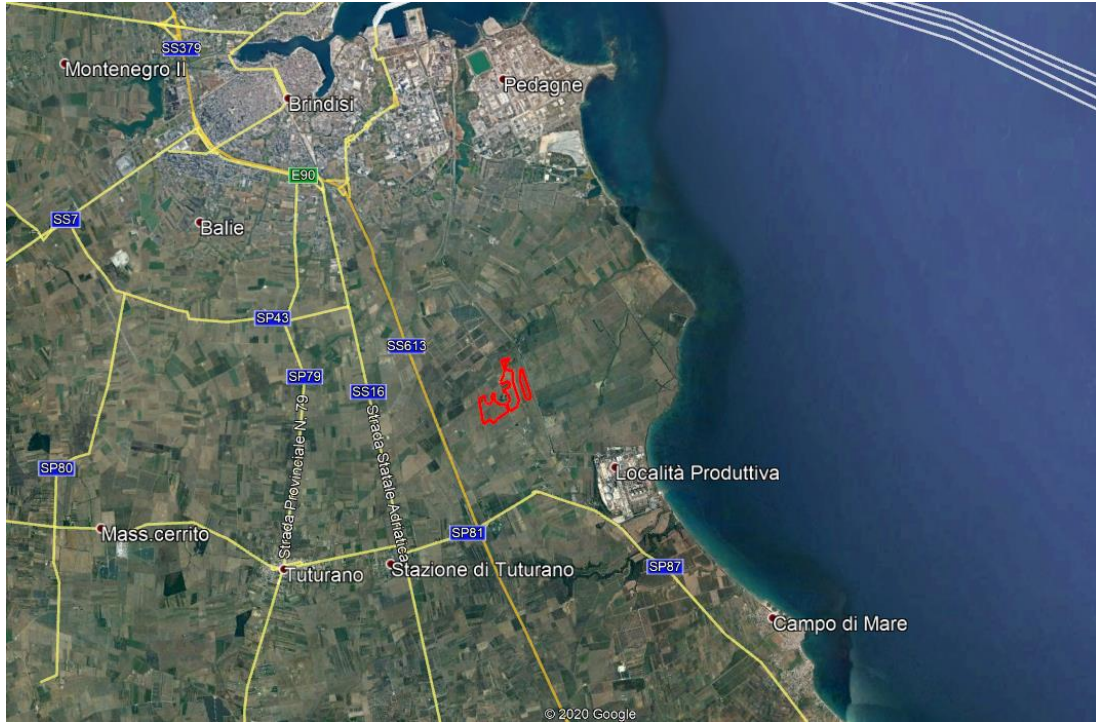 SS379
Montenegro II
Pedagne
Brindisi
E90
SS7
Balie
SP43
SS613
SP79
SS16
Strada Provinciale N. 79
Strada Statale Adriatica
SP80
Località Produttiva
Mass.cerrito
SP81
Tuturano
Stazione di Tuturano
SP87
Campo di Mare
© 2020 Google